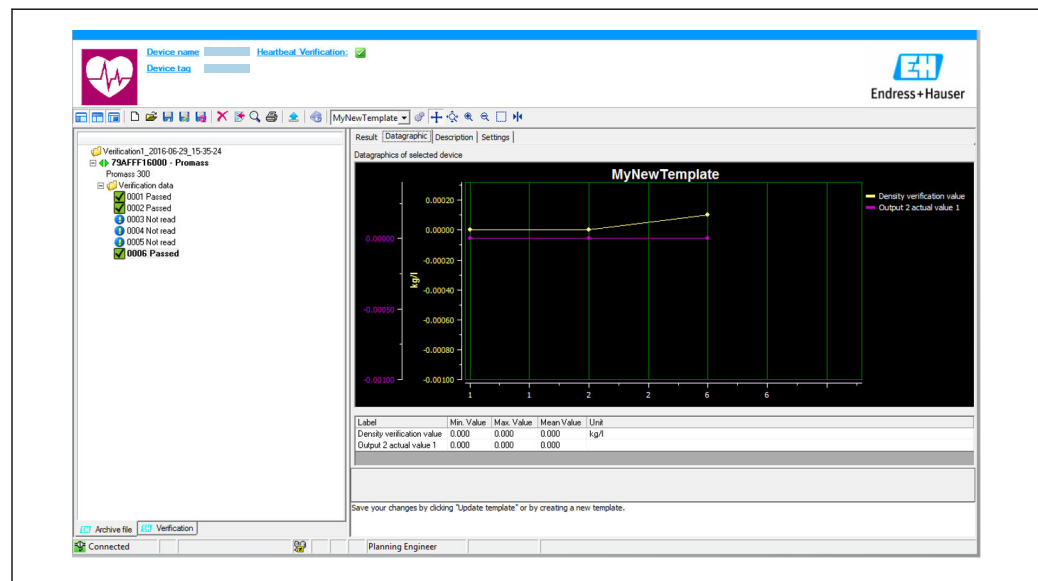 Device name Heartbeat Verification:
Device tag
EH
Endress+Hauser
MyNewTemplate
Verification1_2016-06-29_15-35-24
79AFFF16000 - Promass
Promass 300
Verification data
0001 Passed
0002 Passed
0003 Not read
0004 Not read
0005 Not read
0006 Passed
Result Datagraphic Description Settings
Datagraphics of selected device
MyNewTemplate
Density verification value
Output 2 actual value 1
0.00020
0.00000 0.00000
-0.00020
kg/l
-0.00040
-0.00050
-0.00060
-0.00080
-0.00100 -0.00100
1 1 2 2 6 6
Label Min. Value Max. Value Mean Value Unit
Density verification value 0.000 0.000 0.000 kg/l
Output 2 actual value 1 0.000 0.000 0.000
Save your changes by clicking "Update template" or by creating a new template.
EH Archive file EH Verification
Connected Planning Engineer